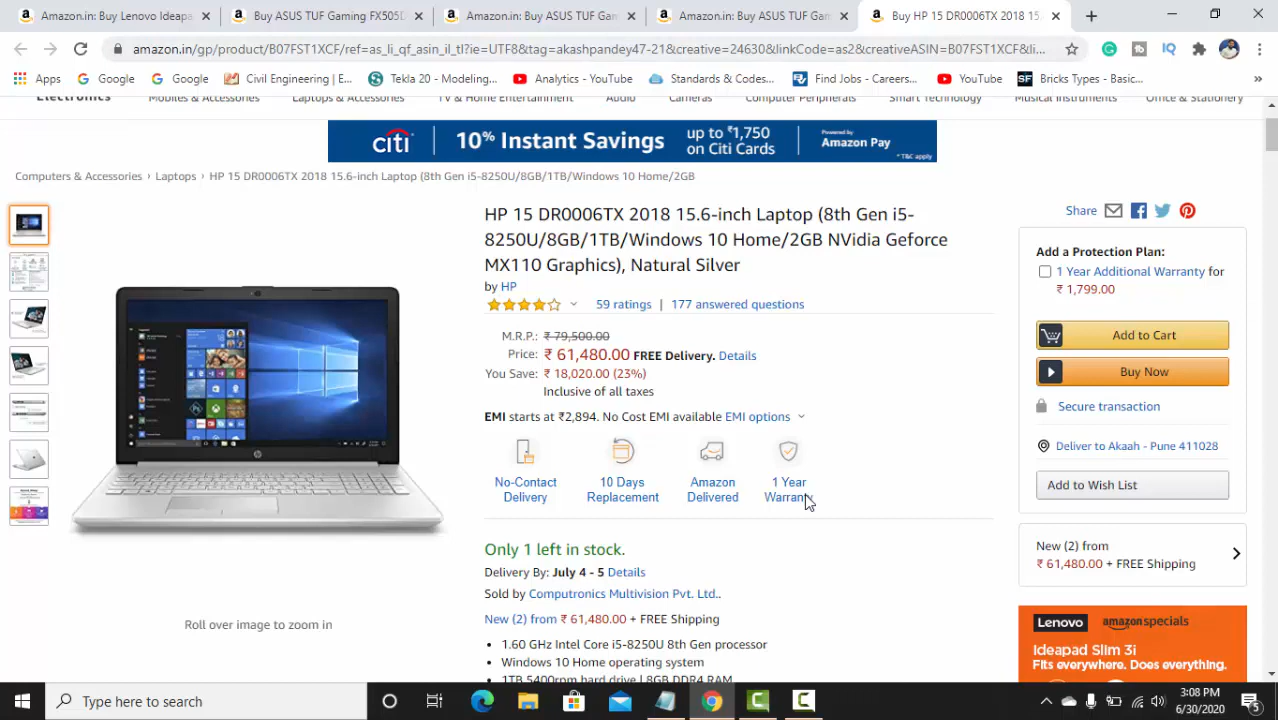 Amazon.in: Buy Lenovo Ideapa
Buy ASUS TUF Gaming FX505D
Amazon.in: Buy ASUS TUF Gam
Amazon.in: Buy ASUS TUF Gam
Buy HP 15 DR0006TX 2018 15.6
amazon.in/gp/product/B07FST1XCF/ref=as_li_qf_asin_il_tl?ie=UTF8&tag=akashpandey47-21&creative=24630&linkCode=as2&creativeASIN=B07FST1XCF&li...
Apps Google Google Civil Engineering | E... Tekla 20 - Modeling... Analytics - YouTube Standards & Codes... Find Jobs - Careers... YouTube Bricks Types - Basic... »
Electronics Mobiles & Accessories Laptops & Accessories TV & Home Entertainment Audio Cameras Computer Peripherals Smart Technology Musical Instruments Office & Stationery
citi 10% Instant Savings up to ₹1,750 on Citi Cards Powered by Amazon Pay *T&C apply
Computers & Accessories › Laptops › HP 15 DR0006TX 2018 15.6-inch Laptop (8th Gen i5-8250U/8GB/1TB/Windows 10 Home/2GB
HP 15 DR0006TX 2018 15.6-inch Laptop (8th Gen i5-
8250U/8GB/1TB/Windows 10 Home/2GB NVidia Geforce
MX110 Graphics), Natural Silver
by HP
59 ratings | 177 answered questions
M.R.P.: ₹ 79,500.00
Price: ₹ 61,480.00 FREE Delivery. Details
You Save: ₹ 18,020.00 (23%)
Inclusive of all taxes
EMI starts at ₹2,894. No Cost EMI available EMI options
No-Contact
Delivery
10 Days
Replacement
Amazon
Delivered
1 Year
Warranty
Only 1 left in stock.
Delivery By: July 4 - 5 Details
Sold by Computronics Multivision Pvt. Ltd..
New (2) from ₹ 61,480.00 + FREE Shipping
• 1.60 GHz Intel Core i5-8250U 8th Gen processor
• Windows 10 Home operating system
• 1TB 5400rpm hard drive | 8GB DDR4 RAM
Roll over image to zoom in
Share
Add a Protection Plan:
1 Year Additional Warranty for
₹ 1,799.00
Add to Cart
Buy Now
Secure transaction
Deliver to Akaah - Pune 411028
Add to Wish List
New (2) from
₹ 61,480.00 + FREE Shipping
Lenovo amazon specials
Ideapad Slim 3i
Fits everywhere. Does everything.
Type here to search
3:08 PM
6/30/2020
5